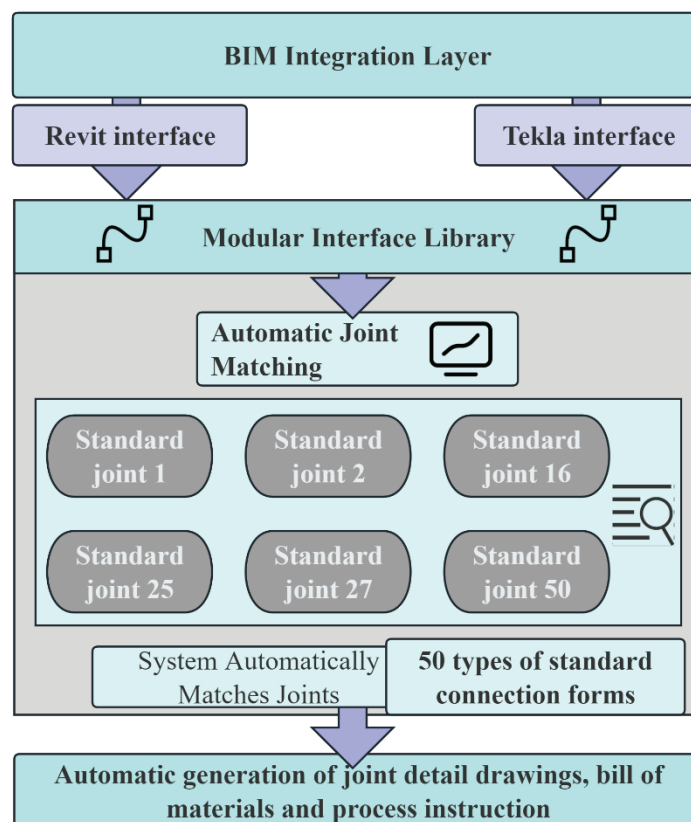 BIM Integration Layer
Revit interface
Tekla interface
Modular Interface Library
Automatic Joint
Matching
Standard
joint 1
Standard
joint 2
Standard
joint 16
Standard
joint 25
Standard
joint 27
Standard
joint 50
System Automatically
Matches Joints
50 types of standard
connection forms
Automatic generation of joint detail drawings, bill of
materials and process instruction